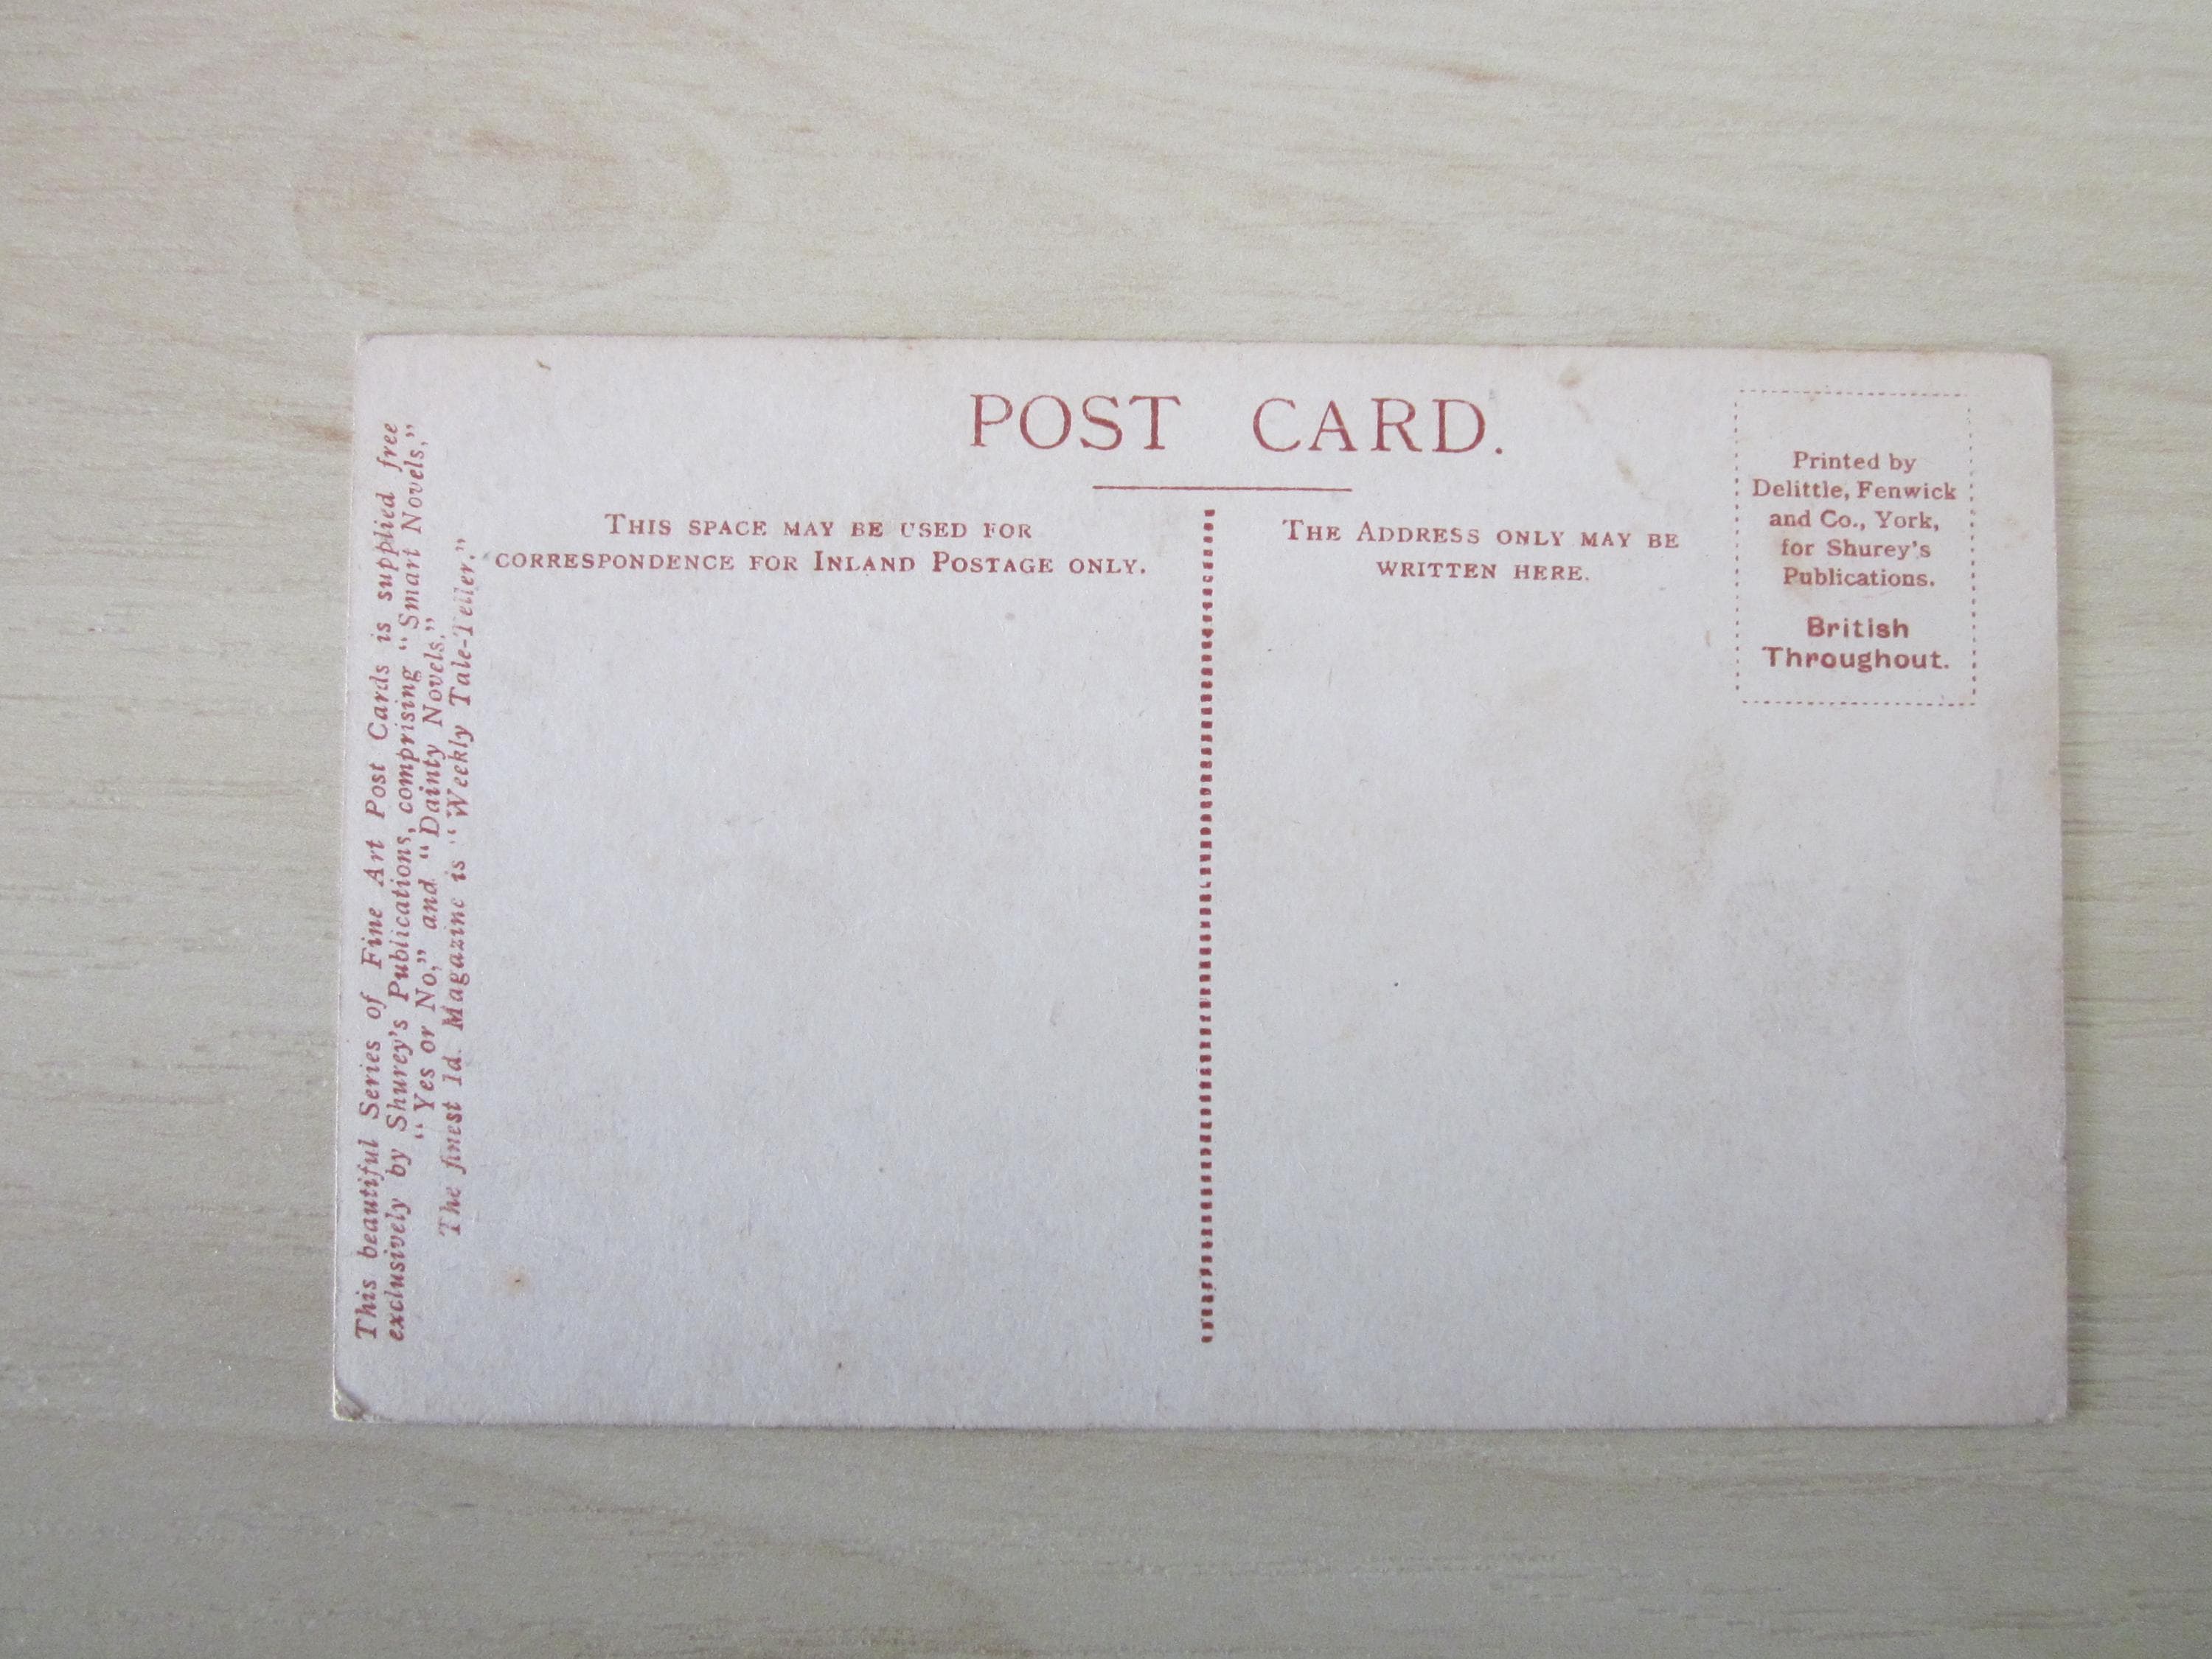 POST CARD.
THIS SPACE MAY BE USED FOR
CORRESPONDENCE FOR INLAND POSTAGE ONLY.
THE ADDRESS ONLY MAY BE
WRITTEN HERE.
Printed by
Delittle, Fenwick
and Co., York,
for Shurey's
Publications.
British
Throughout.
This beautiful Series of Fine Art Post Cards is supplied free
exclusively by Shurey's Publications, comprising "Smart Novels,"
"Yes or No," and "Dainty Novels."
The finest 1d. Magazine is "Weekly Tale-Teller."